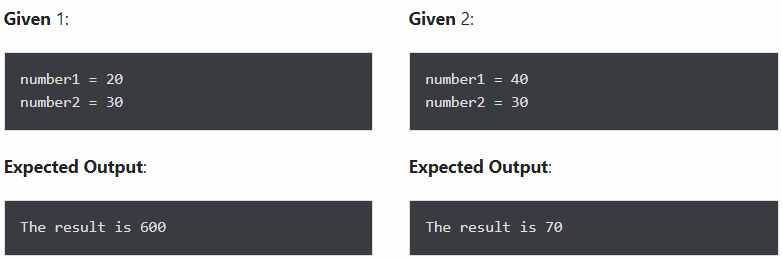 Given 1:
number1 = 20
number2 = 30
Expected Output:
The result is 600
Given 2:
number1 = 40
number2 = 30
Expected Output:
The result is 70